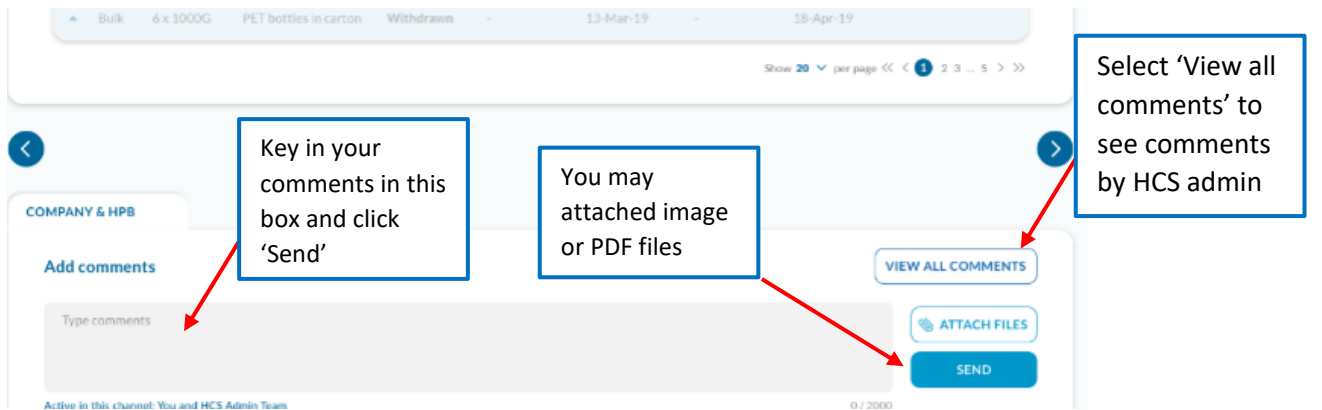 Bulk 6 x 1000G PET bottles in carton Withdrawn - 13-Mar-19 - 18-Apr-19
Show 20 per page << < 1 2 3 ... 5 > >>
Select ‘View all
comments’ to
see comments
by HCS admin
Key in your
comments in this
box and click
‘Send’
You may
attached image
or PDF files
COMPANY & HPB
Add comments
VIEW ALL COMMENTS
Type comments
ATTACH FILES
SEND
Active in this channel: You and HCS Admin Team
0 / 2000